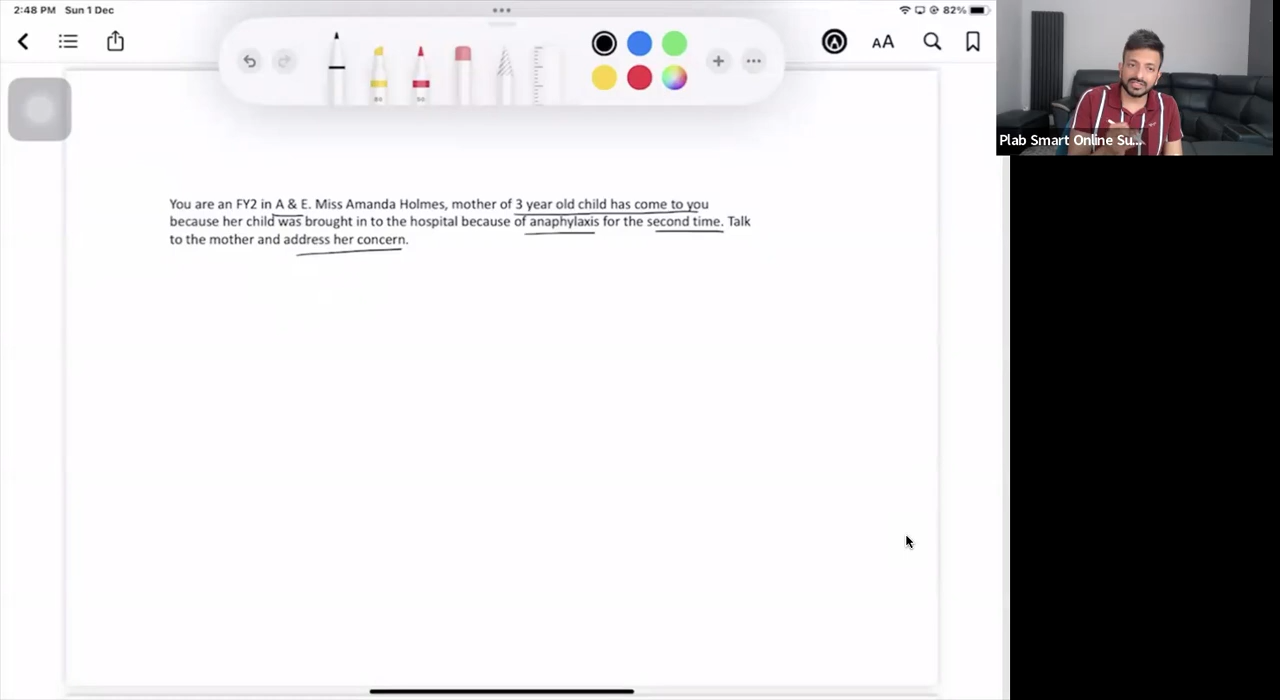 2:48 PM Sun 1 Dec
82%
AA
You are an FY2 in A & E. Miss Amanda Holmes, mother of 3 year old child has come to you
because her child was brought in to the hospital because of anaphylaxis for the second time. Talk
to the mother and address her concern.
Plab Smart Online Su...